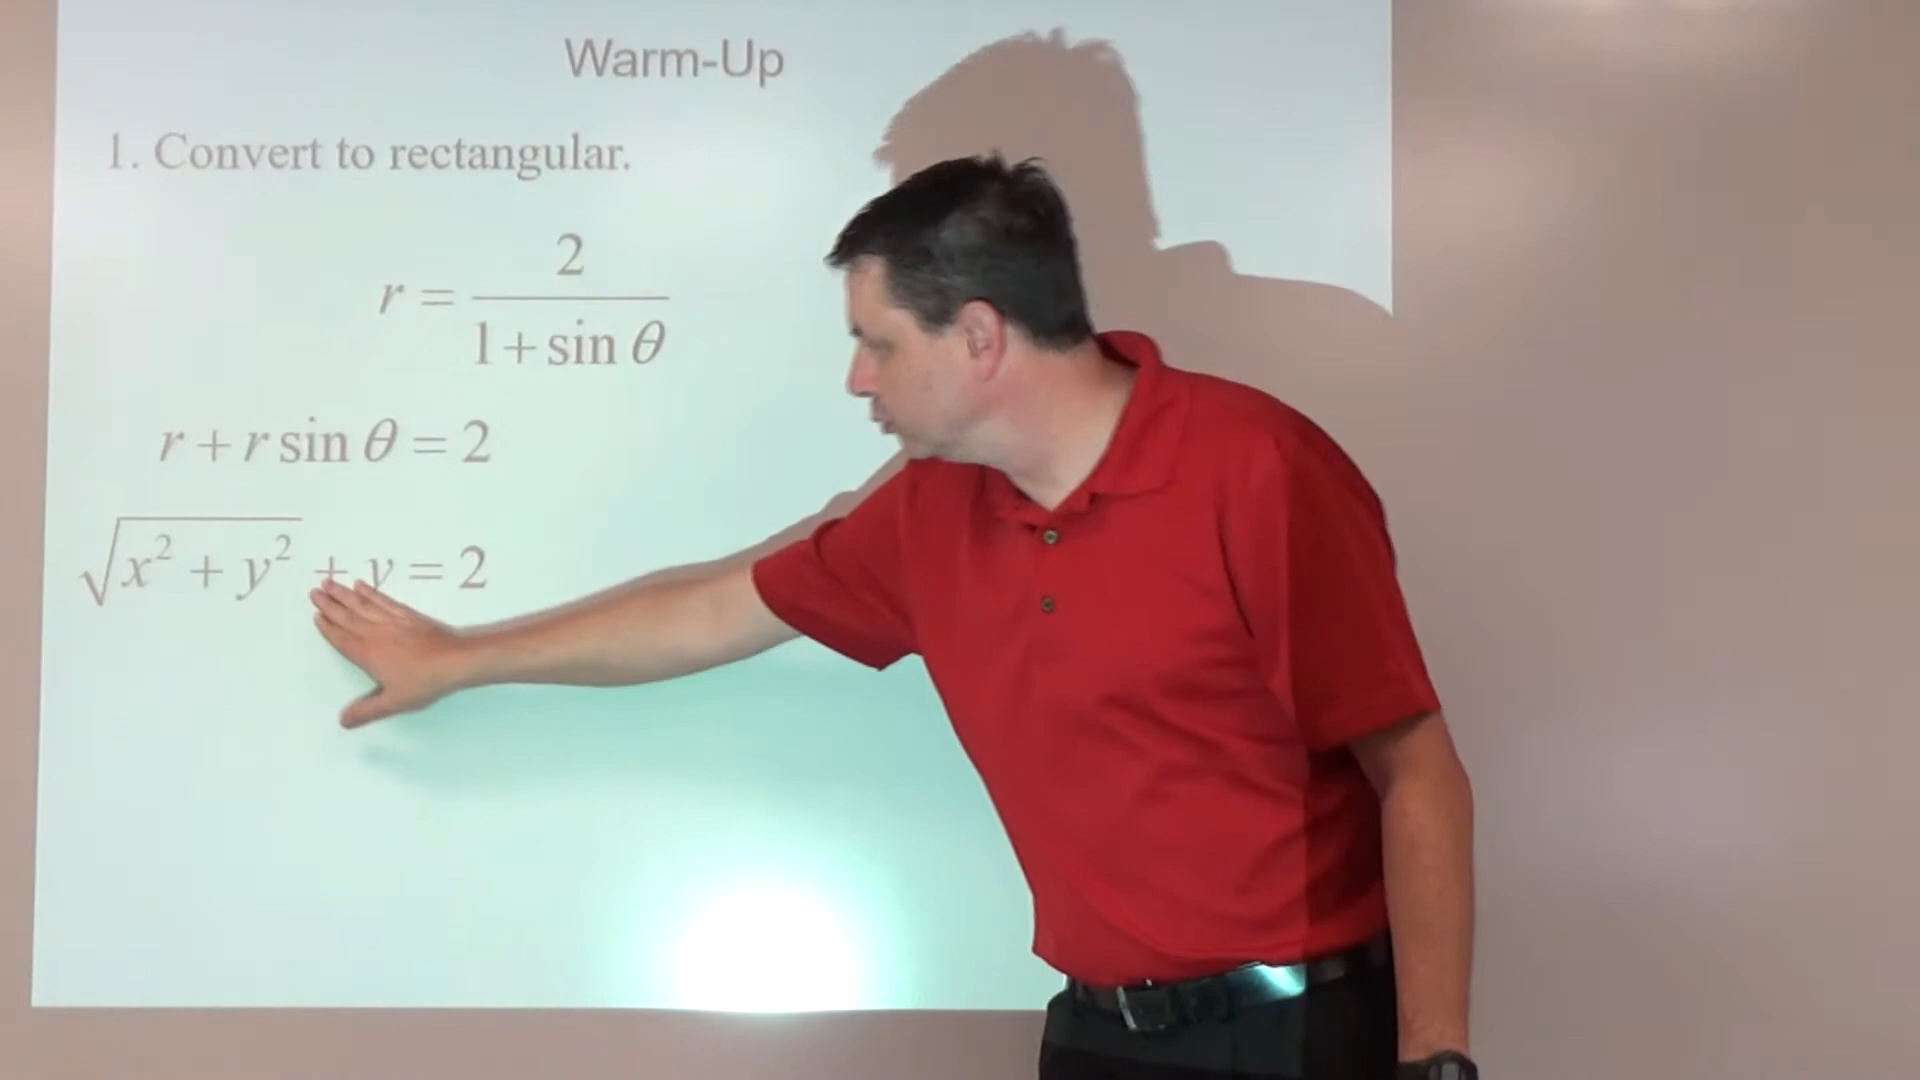 Warm-Up
1. Convert to rectangular.
r = 2 / (1 + sin θ)
r + r sin θ = 2
√(x² + y²) + y = 2